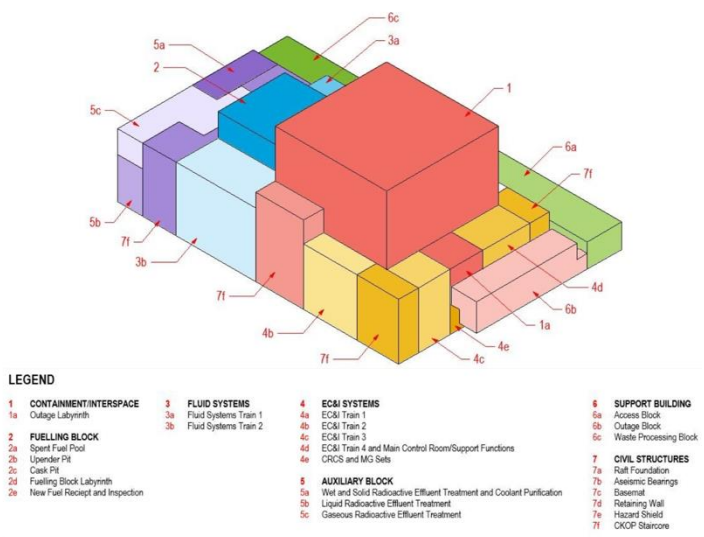 6c
5a
3a
2
1
5c
6a
7f
5b
7f
3b
7f
4d
4b
6b
1a
4e
7f
4c
LEGEND
1 CONTAINMENT/INTERSPACE
1a Outage Labyrinth
2 FUELLING BLOCK
2a Spent Fuel Pool
2b Upender Pit
2c Cask Pit
2d Fuelling Block Labyrinth
2e New Fuel Reciept and Inspection
3 FLUID SYSTEMS
3a Fluid Systems Train 1
3b Fluid Systems Train 2
4 EC&I SYSTEMS
4a EC&I Train 1
4b EC&I Train 2
4c EC&I Train 3
4d EC&I Train 4 and Main Control Room/Support Functions
4e CRCS and MG Sets
5 AUXILIARY BLOCK
5a Wet and Solid Radioactive Effluent Treatment and Coolant Purification
5b Liquid Radioactive Effluent Treatment
5c Gaseous Radioactive Effluent Treatment
6 SUPPORT BUILDING
6a Access Block
6b Outage Block
6c Waste Processing Block
7 CIVIL STRUCTURES
7a Raft Foundation
7b Aseismic Bearings
7c Basemat
7d Retaining Wall
7e Hazard Shield
7f CKOP Staircore